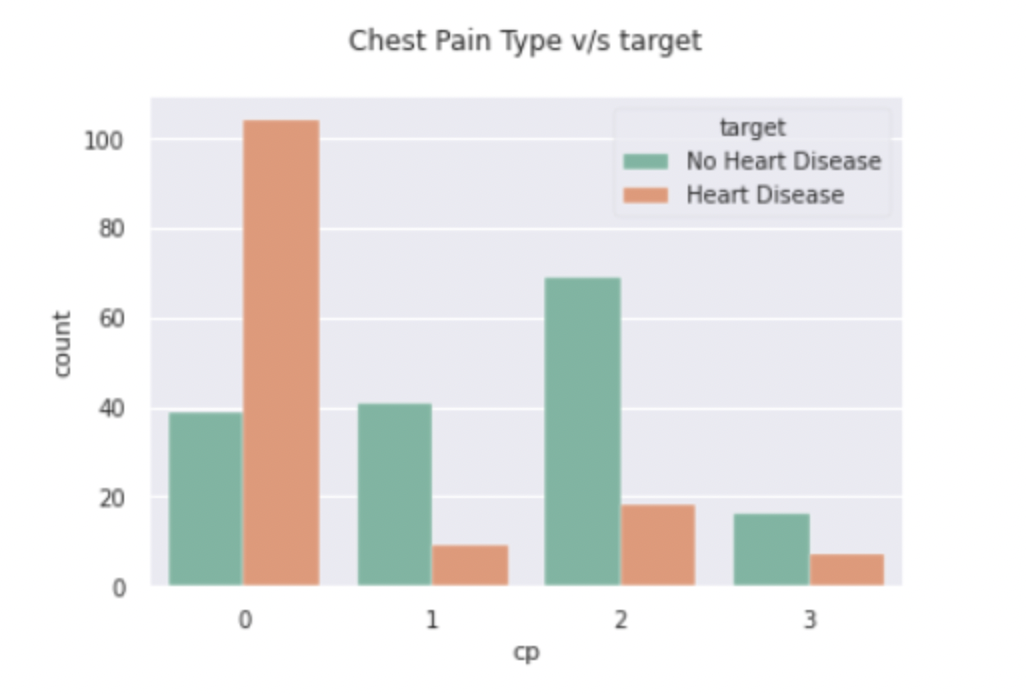 Chest Pain Type v/s target
target
No Heart Disease
Heart Disease
100
80
60
40
20
0
count
0 1 2 3
cp